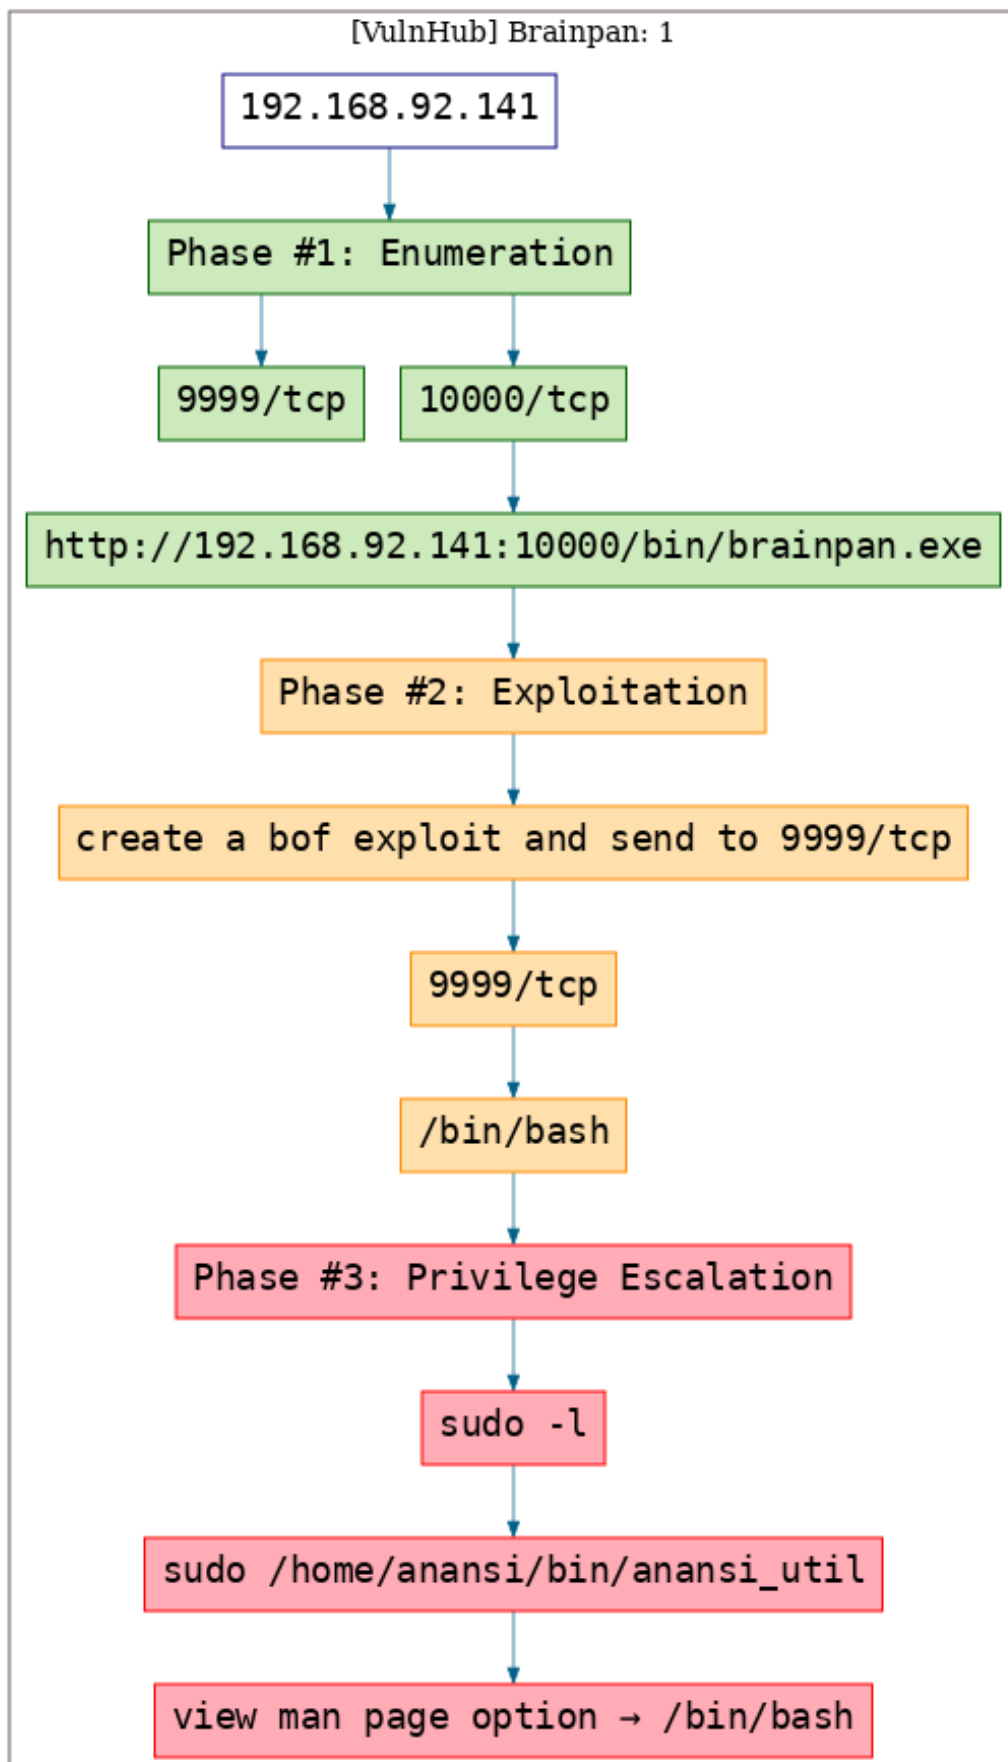 [VulnHub] Brainpan: 1
192.168.92.141
Phase #1: Enumeration
9999/tcp
10000/tcp
http://192.168.92.141:10000/bin/brainpan.exe
Phase #2: Exploitation
create a bof exploit and send to 9999/tcp
9999/tcp
/bin/bash
Phase #3: Privilege Escalation
sudo -l
sudo /home/anansi/bin/anansi_util
view man page option → /bin/bash